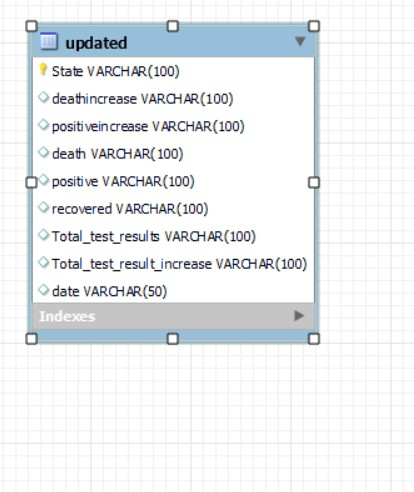 updated
State VARCHAR(100)
deathincrease VARCHAR(100)
positiveincrease VARCHAR(100)
death VARCHAR(100)
positive VARCHAR(100)
recovered VARCHAR(100)
Total_test_results VARCHAR(100)
Total_test_result_increase VARCHAR(100)
date VARCHAR(50)
Indexes